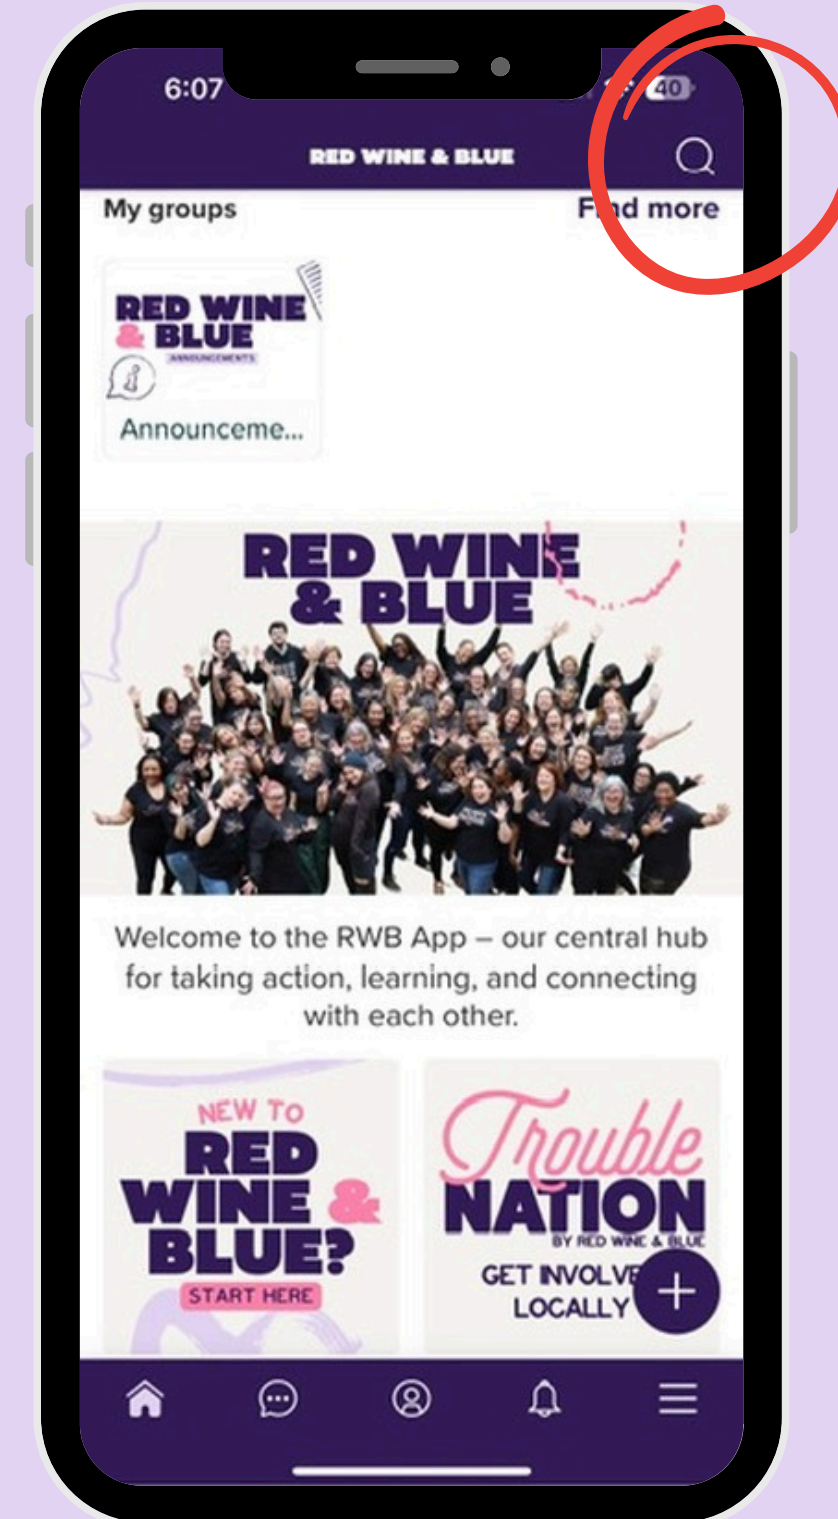 6:07
40
RED WINE & BLUE
My groups
Find more
RED WINE
& BLUE
ANNOUNCEMENTS
Announceme...
RED WINE
& BLUE
Welcome to the RWB App – our central hub
for taking action, learning, and connecting
with each other.
NEW TO
RED
WINE &
BLUE?
START HERE
Trouble
NATION
BY RED WINE & BLUE
GET INVOLVE
LOCALLY